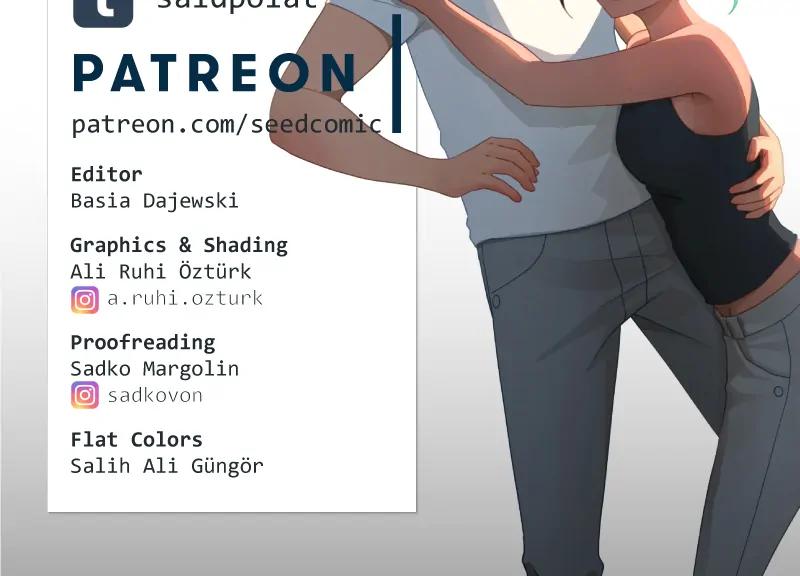 saidpolat
PATREON
patreon.com/seedcomic
Editor
Basia Dajewski
Graphics & Shading
Ali Ruhi Öztürk
a.ruhi.ozturk
Proofreading
Sadko Margolin
sadkovon
Flat Colors
Salih Ali Güngör